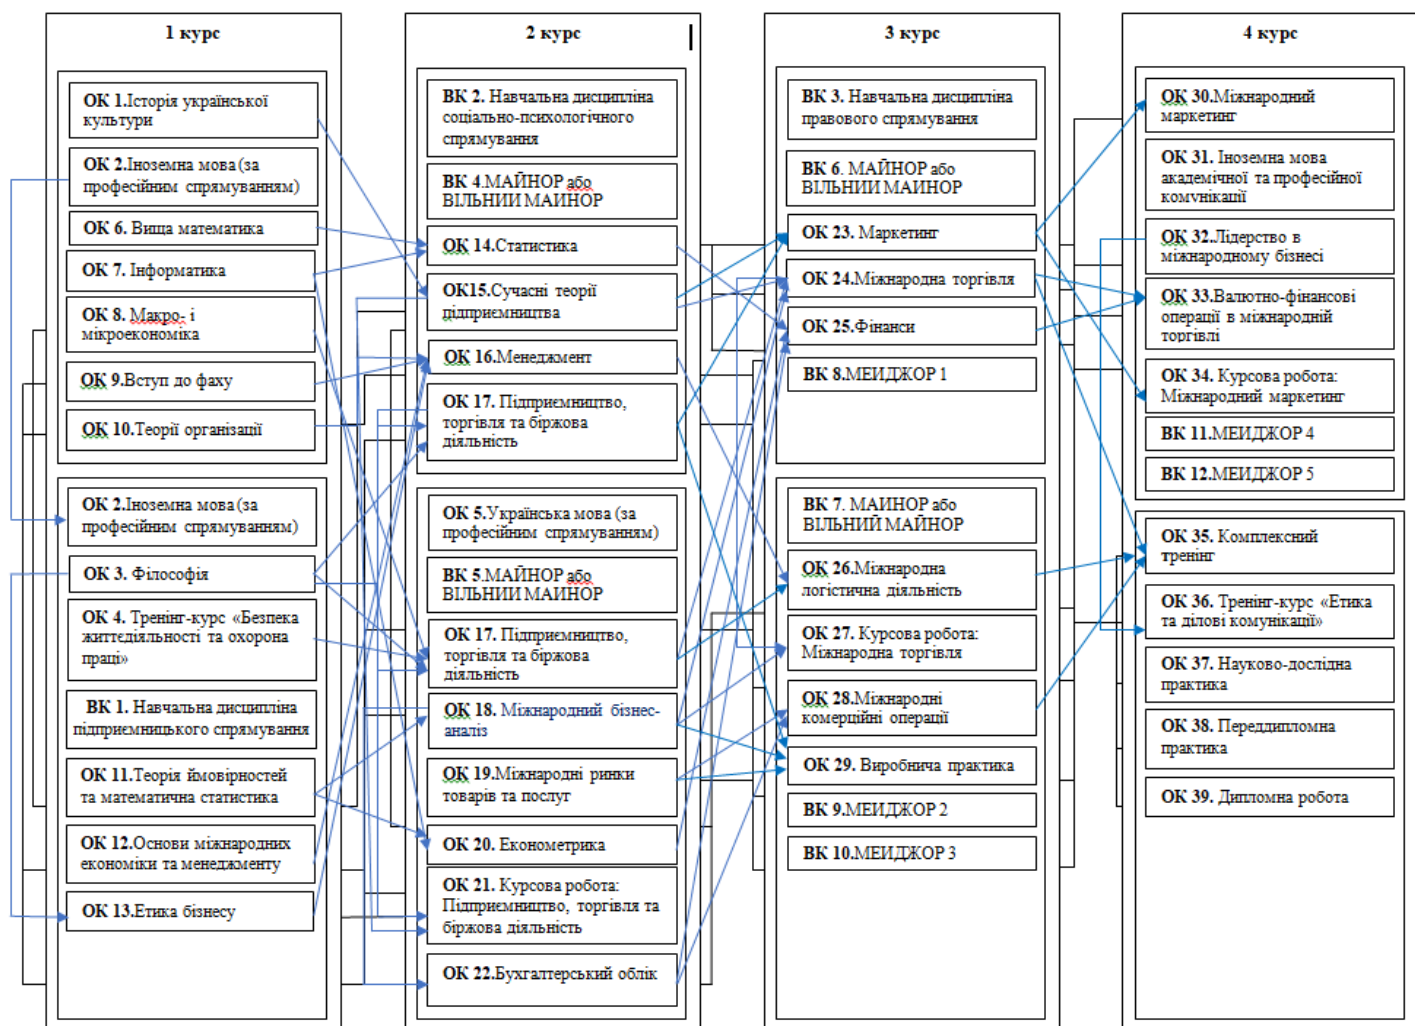 1 курс
ОК 1.Історія української
культури
ОК 2.Іноземна мова (за
професійним спрямуванням)
ОК 6. Вища математика
ОК 7. Інформатика
ОК 8. Макро- і
мікроекономіка
ОК 9.Вступ до фаху
ОК 10.Теорії організації
ОК 2.Іноземна мова (за
професійним спрямуванням)
ОК 3. Філософія
ОК 4. Тренінг-курс «Безпека
життєдіяльності та охорона
праці»
ВК 1. Навчальна дисципліна
підприємницького спрямування
ОК 11.Теорія ймовірностей
та математична статистика
ОК 12.Основи міжнародних
економіки та менеджменту
ОК 13.Етика бізнесу
2 курс
ВК 2. Навчальна дисципліна
соціально-психологічного
спрямування
ВК 4.МАЙНОР або
ВІЛЬНИЙ МАЙНОР
ОК 14.Статистика
ОК15.Сучасні теорії
підприємництва
ОК 16.Менеджмент
ОК 17. Підприємництво,
торгівля та біржова
діяльність
ОК 5.Українська мова (за
професійним спрямуванням)
ВК 5.МАЙНОР або
ВІЛЬНИЙ МАЙНОР
ОК 17. Підприємництво,
торгівля та біржова
діяльність
ОК 18. Міжнародний бізнес-
аналіз
ОК 19.Міжнародні ринки
товарів та послуг
ОК 20. Економетрика
ОК 21. Курсова робота:
Підприємництво, торгівля та
біржова діяльність
ОК 22.Бухгалтерський облік
3 курс
ВК 3. Навчальна дисципліна
правового спрямування
ВК 6. МАЙНОР або
ВІЛЬНИЙ МАЙНОР
ОК 23. Маркетинг
ОК 24.Міжнародна торгівля
ОК 25.Фінанси
ВК 8.МЕЙДЖОР 1
ВК 7. МАЙНОР або
ВІЛЬНИЙ МАЙНОР
ОК 26.Міжнародна
логістична діяльність
ОК 27. Курсова робота:
Міжнародна торгівля
ОК 28.Міжнародні
комерційні операції
ОК 29. Виробнича практика
ВК 9.МЕЙДЖОР 2
ВК 10.МЕЙДЖОР 3
4 курс
ОК 30.Міжнародний
маркетинг
ОК 31. Іноземна мова
академічної та професійної
комунікації
ОК 32.Лідерство в
міжнародному бізнесі
ОК 33.Валютно-фінансові
операції в міжнародній
торгівлі
ОК 34. Курсова робота:
Міжнародний маркетинг
ВК 11.МЕЙДЖОР 4
ВК 12.МЕЙДЖОР 5
ОК 35. Комплексний
тренінг
ОК 36. Тренінг-курс «Етика
та ділові комунікації»
ОК 37. Науково-дослідна
практика
ОК 38. Переддипломна
практика
ОК 39. Дипломна робота